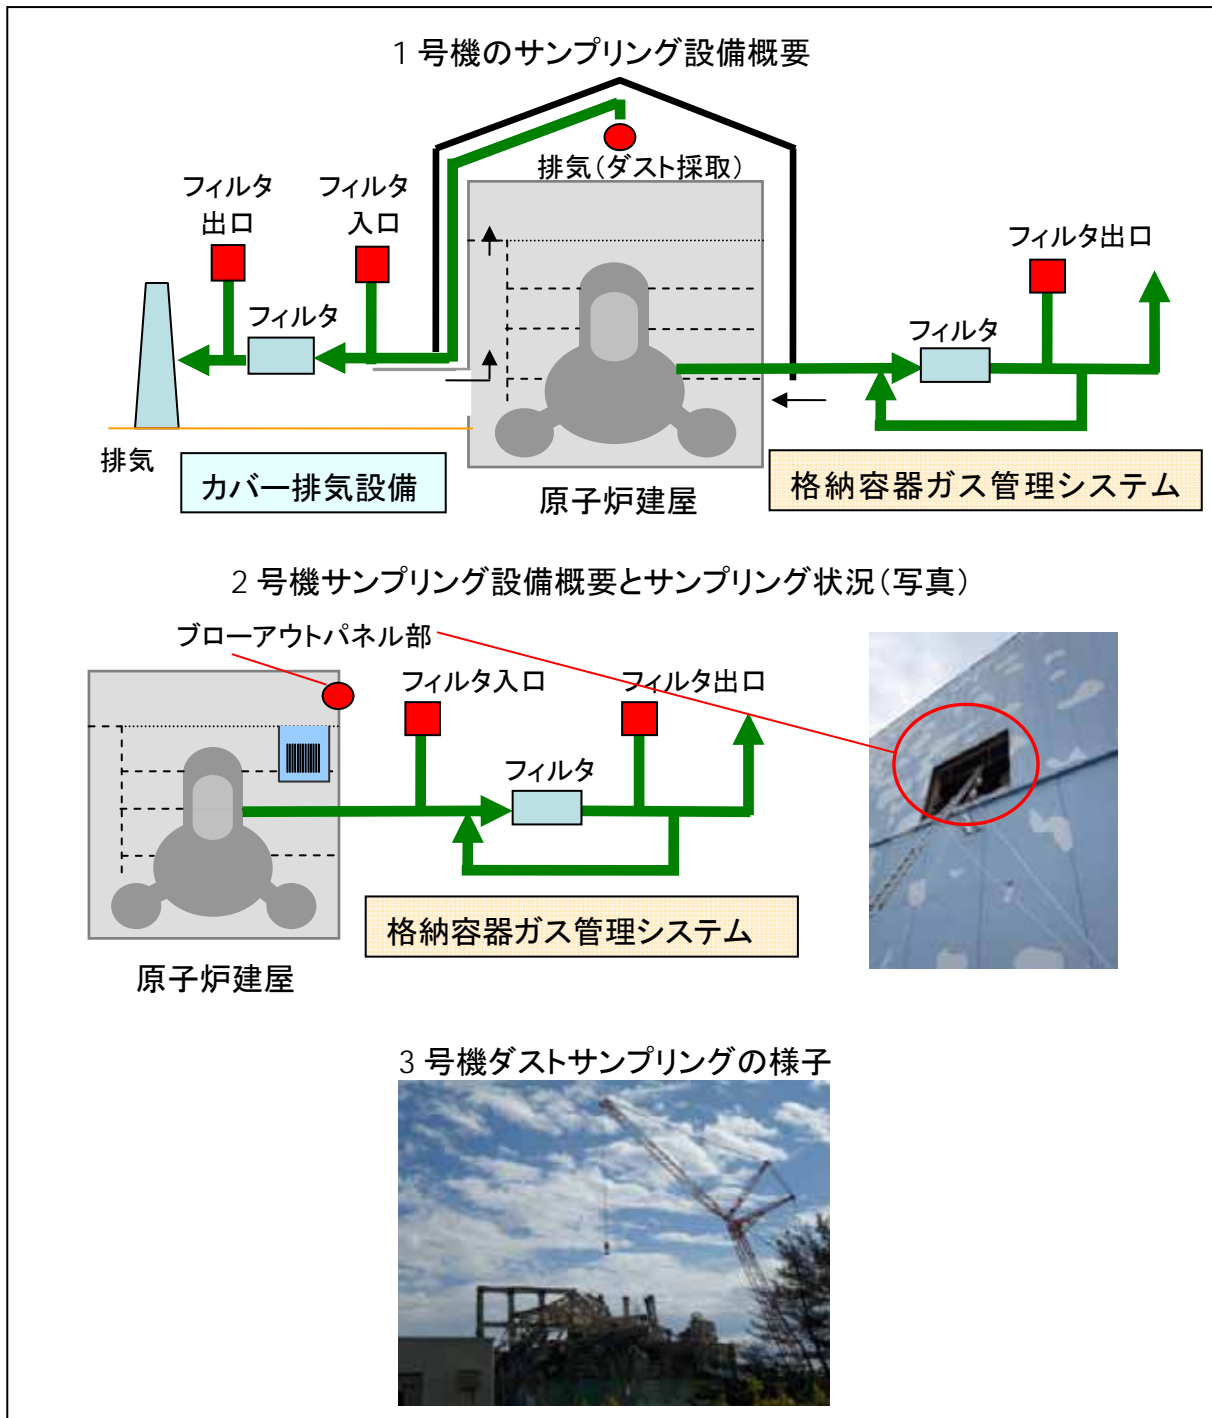 1 号機のサンプリング設備概要
排気（ダスト採取）
フィルタ
出口
フィルタ
入口
フィルタ出口
フィルタ
フィルタ
排気
カバー排気設備
原子炉建屋
格納容器ガス管理システム
2 号機サンプリング設備概要とサンプリング状況（写真）
ブローアウトパネル部
フィルタ入口
フィルタ出口
フィルタ
格納容器ガス管理システム
原子炉建屋
3 号機ダストサンプリングの様子